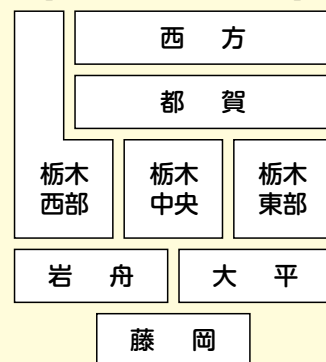 西 方
都 賀
栃木
西部
栃木
中央
栃木
東部
岩 舟
大 平
藤 岡